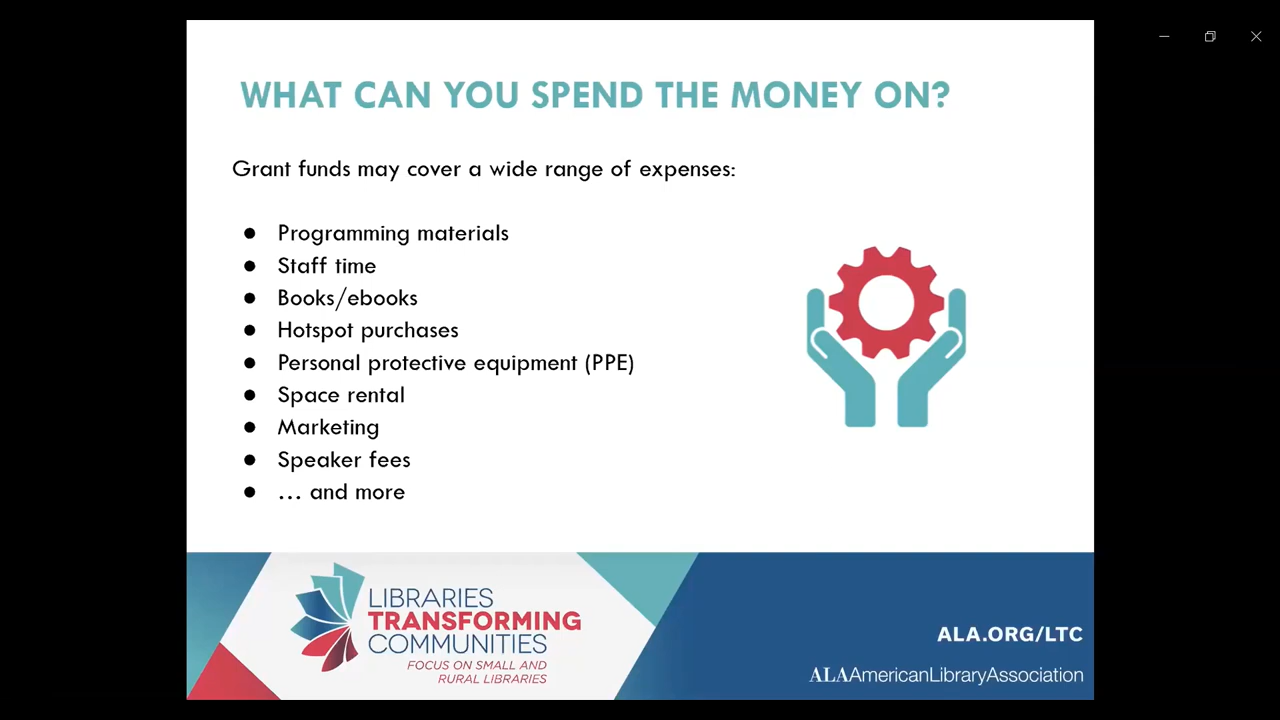 WHAT CAN YOU SPEND THE MONEY ON?
Grant funds may cover a wide range of expenses:
● Programming materials
● Staff time
● Books/ebooks
● Hotspot purchases
● Personal protective equipment (PPE)
● Space rental
● Marketing
● Speaker fees
● … and more
LIBRARIES
TRANSFORMING
COMMUNITIES
FOCUS ON SMALL AND
RURAL LIBRARIES
ALA.ORG/LTC
ALAAmericanLibraryAssociation